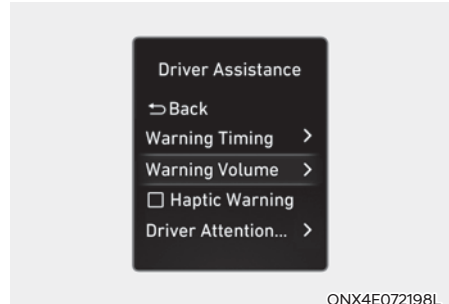 Driver Assistance
Back
Warning Timing
Warning Volume
Haptic Warning
Driver Attention...
ONX4E072198L